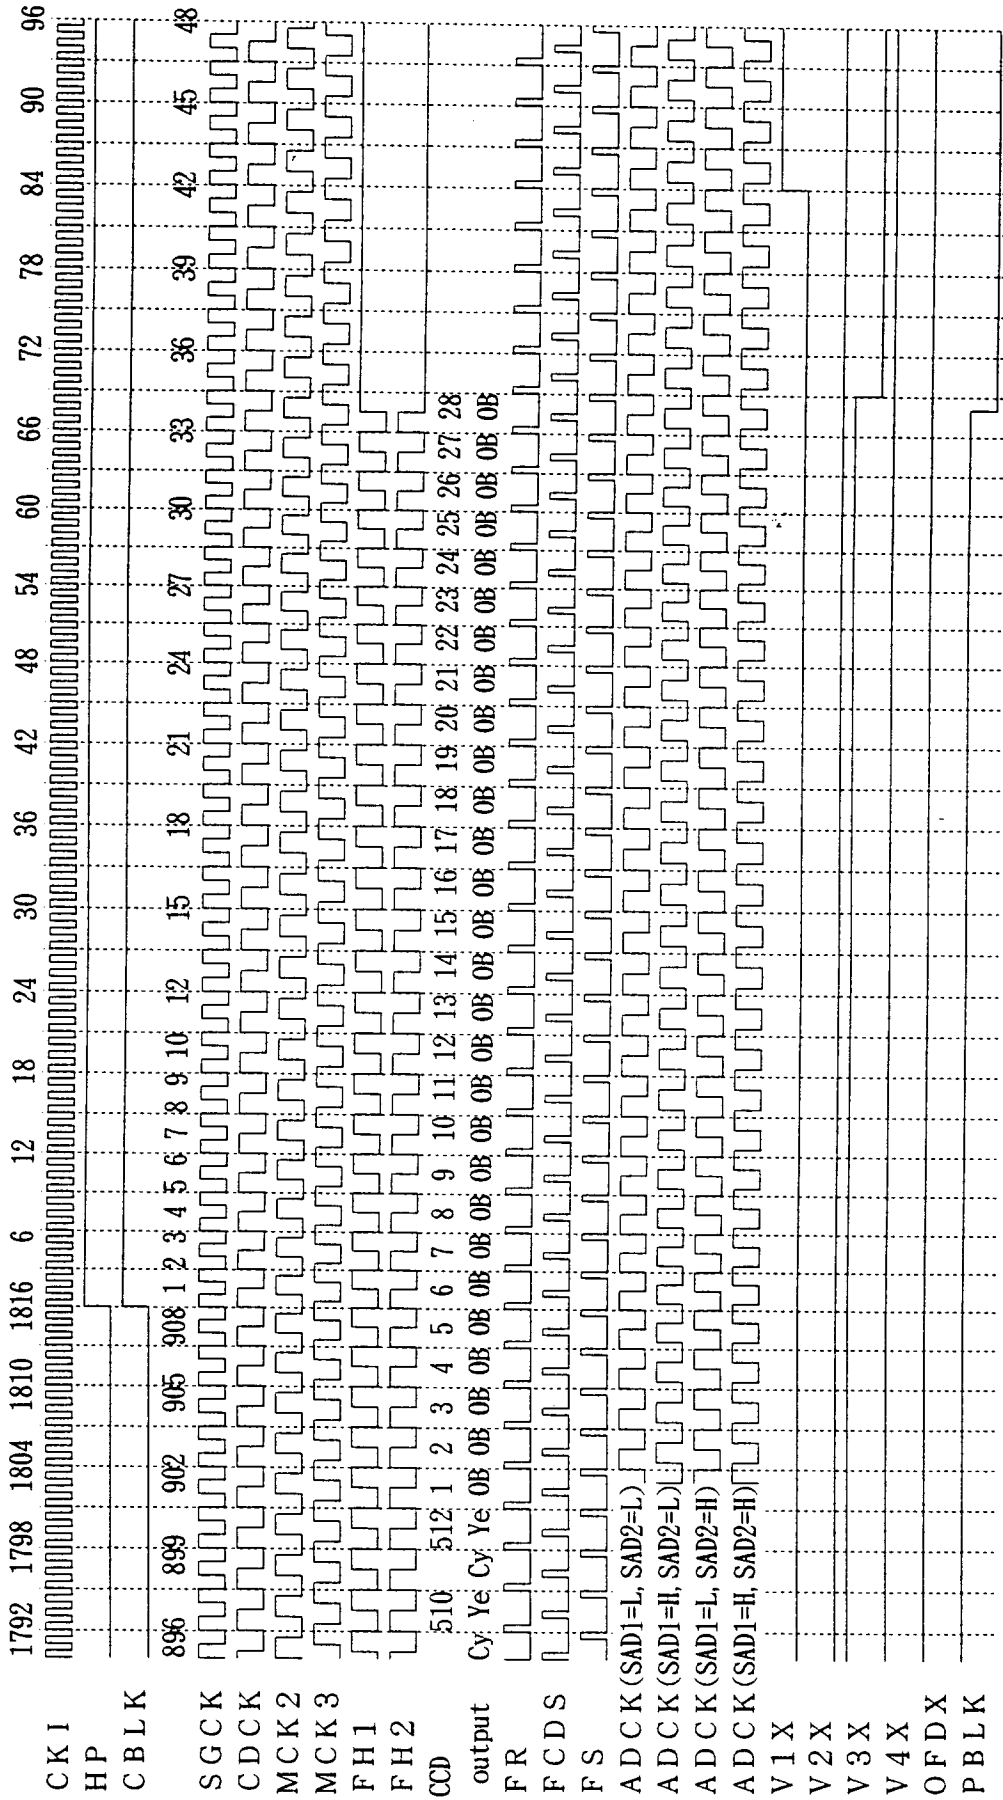 CKI 1792 1798 1804 1810 1816 6 12 18 24 30 36 42 48 54 60 66 72 78 84 90 96
HP
CBLK
896 899 902 905 908 1 2 3 4 5 6 7 8 9 10 12 15 18 21 24 27 30 33 36 39 42 45 48
SGCK
CDCK
MCK2
MCK3
FH1
FH2
CCD 510 512 1 2 3 4 5 6 7 8 9 10 11 12 13 14 15 16 17 18 19 20 21 22 23 24 25 26 27 28
output Cy Ye Cy Ye OB OB OB OB OB OB OB OB OB OB OB OB OB OB OB OB OB OB OB OB OB OB OB OB OB OB OB OB
FR
FCDS
FS
ADCK(SAD1=L, SAD2=L)
ADCK(SAD1=H, SAD2=L)
ADCK(SAD1=L, SAD2=H)
ADCK(SAD1=H, SAD2=H)
V1X
V2X
V3X
V4X
OFDX
PBLK